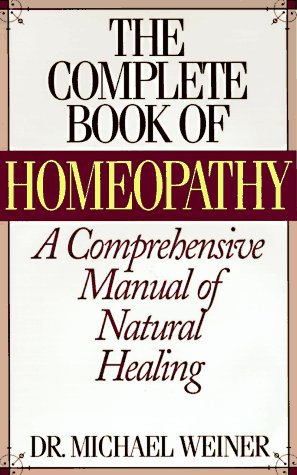 THE
COMPLETE
BOOK OF
HOMEOPATHY
A Comprehensive
Manual of
Natural
Healing
DR. MICHAEL WEINER